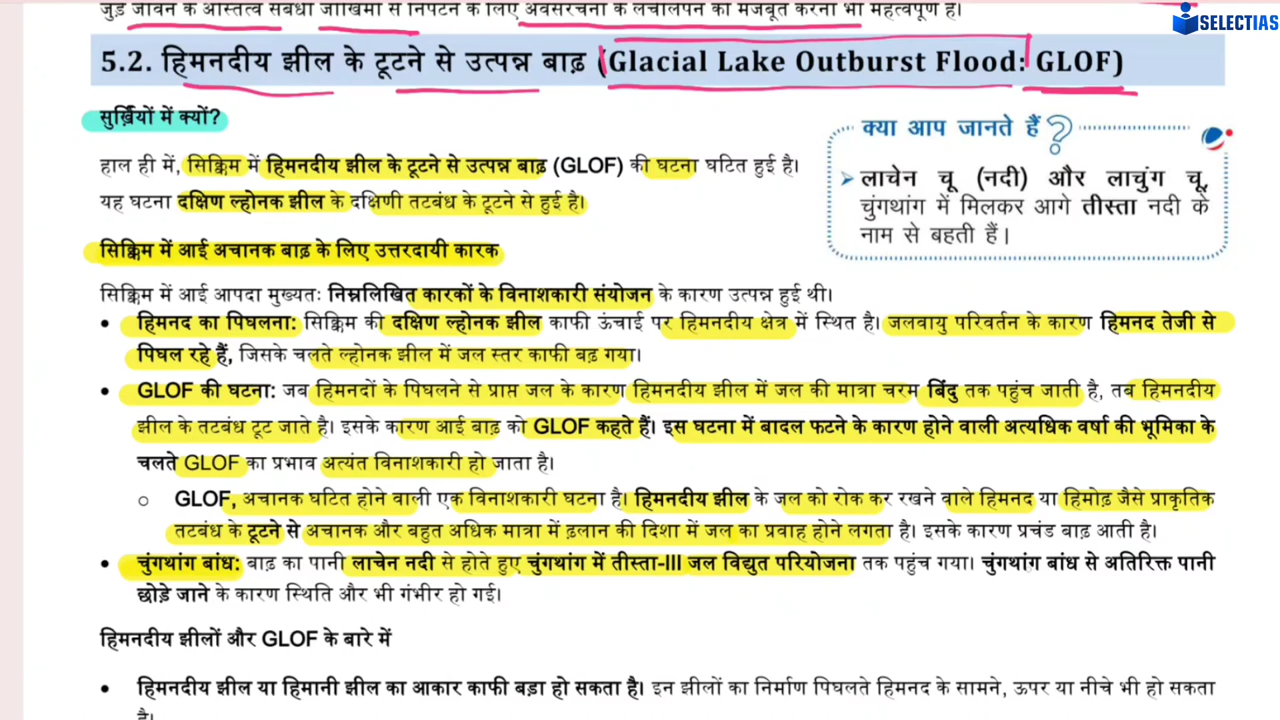 जुड़े जीवन के अस्तित्व संबंधी जोखिमों से निपटने के लिए अवसंरचना के लचीलेपन को मजबूत करना भी महत्वपूर्ण है।
SELECTIAS
5.2. हिमनदीय झील के टूटने से उत्पन्न बाढ़ (Glacial Lake Outburst Flood: GLOF)
सुर्ख़ियों में क्यों?
हाल ही में, सिक्किम में हिमनदीय झील के टूटने से उत्पन्न बाढ़ (GLOF) की घटना घटित हुई है।
यह घटना दक्षिण ल्होनक झील के दक्षिणी तटबंध के टूटने से हुई है।
क्या आप जानते हैं ?
लाचेन चू (नदी) और लाचुंग चू,
चुंगथांग में मिलकर आगे तीस्ता नदी के
नाम से बहती हैं।
सिक्किम में आई अचानक बाढ़ के लिए उत्तरदायी कारक
सिक्किम में आई आपदा मुख्यतः निम्नलिखित कारकों के विनाशकारी संयोजन के कारण उत्पन्न हुई थी।
• हिमनद का पिघलना: सिक्किम की दक्षिण ल्होनक झील काफी ऊंचाई पर हिमनदीय क्षेत्र में स्थित है। जलवायु परिवर्तन के कारण हिमनद तेजी से
पिघल रहे हैं, जिसके चलते ल्होनक झील में जल स्तर काफी बढ़ गया।
• GLOF की घटना: जब हिमनदों के पिघलने से प्राप्त जल के कारण हिमनदीय झील में जल की मात्रा चरम बिंदु तक पहुंच जाती है, तब हिमनदीय
झील के तटबंध टूट जाते है। इसके कारण आई बाढ़ को GLOF कहते हैं। इस घटना में बादल फटने के कारण होने वाली अत्यधिक वर्षा की भूमिका के
चलते GLOF का प्रभाव अत्यंत विनाशकारी हो जाता है।
o GLOF, अचानक घटित होने वाली एक विनाशकारी घटना है। हिमनदीय झील के जल को रोक कर रखने वाले हिमनद या हिमोढ़ जैसे प्राकृतिक
तटबंध के टूटने से अचानक और बहुत अधिक मात्रा में ढ़लान की दिशा में जल का प्रवाह होने लगता है। इसके कारण प्रचंड बाढ़ आती है।
• चुंगथांग बांध: बाढ़ का पानी लाचेन नदी से होते हुए चुंगथांग में तीस्ता-III जल विद्युत परियोजना तक पहुंच गया। चुंगथांग बांध से अतिरिक्त पानी
छोड़े जाने के कारण स्थिति और भी गंभीर हो गई।
हिमनदीय झीलों और GLOF के बारे में
• हिमनदीय झील या हिमानी झील का आकार काफी बड़ा हो सकता है। इन झीलों का निर्माण पिघलते हिमनद के सामने, ऊपर या नीचे भी हो सकता
है।